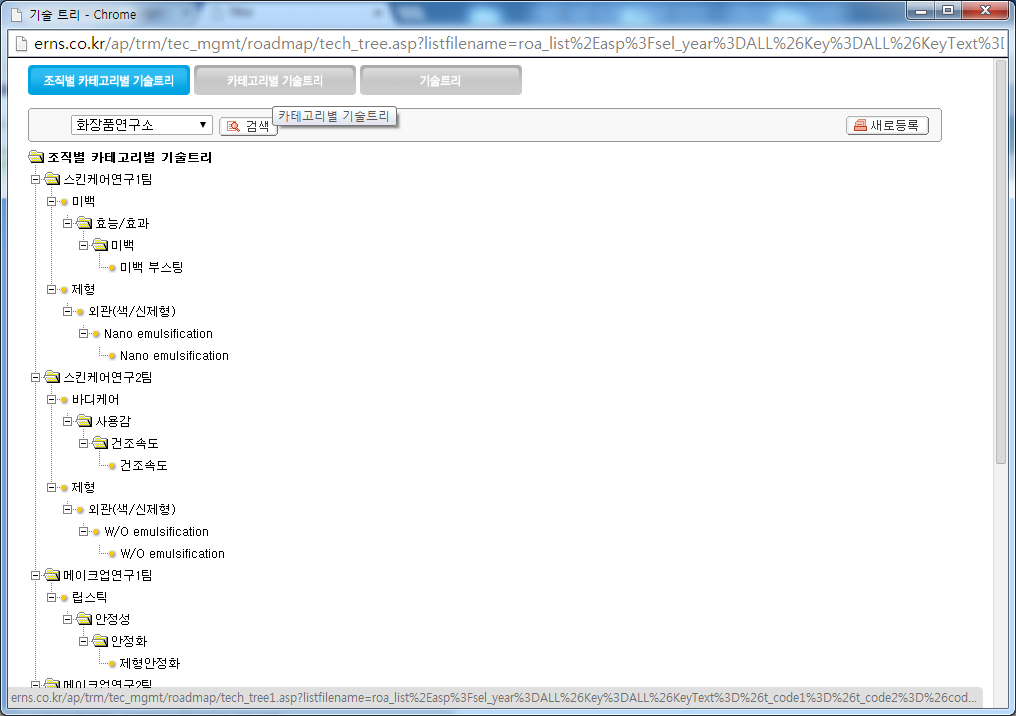 기술 트리 - Chrome
erns.co.kr/ap/trm/tec_mgmt/roadmap/tech_tree.asp?listfilename=roa_list%2Easp%3Fsel_year%3DALL%26Key%3DALL%26KeyText%3D
조직별 카테고리별 기술트리 카테고리별 기술트리 기술트리
화장품연구소 검색 카테고리별 기술트리 새로등록
조직별 카테고리별 기술트리
스킨케어연구1팀
미백
효능/효과
미백
미백 부스팅
제형
외관(색/신제형)
Nano emulsification
Nano emulsification
스킨케어연구2팀
바디케어
사용감
건조속도
건조속도
제형
외관(색/신제형)
W/O emulsification
W/O emulsification
메이크업연구1팀
립스틱
안정성
안정화
제형안정화
메이크업연구2팀
erns.co.kr/ap/trm/tec_mgmt/roadmap/tech_tree1.asp?listfilename=roa_list%2Easp%3Fsel_year%3DALL%26Key%3DALL%26KeyText%3D%26t_code1%3D%26t_code2%3D%26cod...